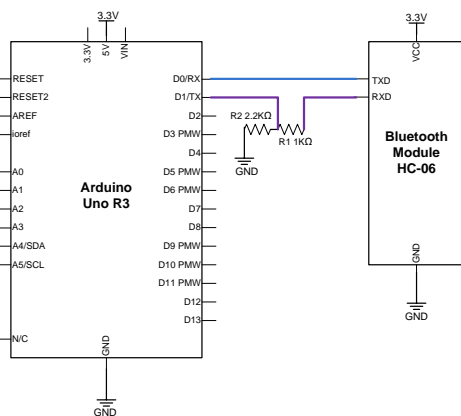 3.3V
3.3V
3.3V
5V
VIN
VCC
RESET
RESET2
AREF
ioref
A0
A1
A2
A3
A4/SDA
A5/SCL
N/C
D0/RX
D1/TX
D2
D3 PMW
D4
D5 PMW
D6 PMW
D7
D8
D9 PMW
D10 PMW
D11 PMW
D12
D13
Arduino
Uno R3
GND
GND
R2 2.2KΩ
R1 1KΩ
GND
TXD
RXD
Bluetooth
Module
HC-06
GND
GND